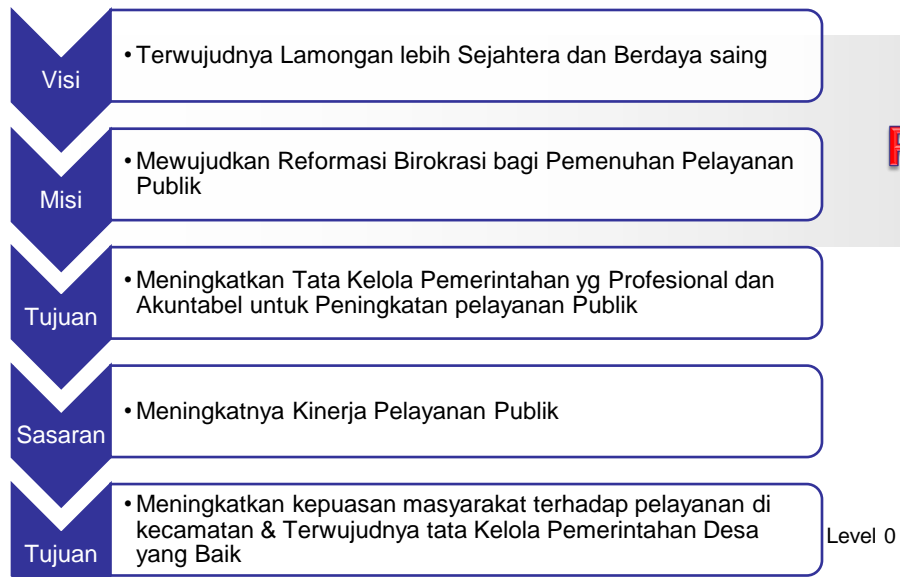 Visi
• Terwujudnya Lamongan lebih Sejahtera dan Berdaya saing
Misi
• Mewujudkan Reformasi Birokrasi bagi Pemenuhan Pelayanan
Publik
Tujuan
• Meningkatkan Tata Kelola Pemerintahan yg Profesional dan
Akuntabel untuk Peningkatan pelayanan Publik
Sasaran
• Meningkatnya Kinerja Pelayanan Publik
Tujuan
• Meningkatkan kepuasan masyarakat terhadap pelayanan di
kecamatan & Terwujudnya tata Kelola Pemerintahan Desa
yang Baik
Level 0